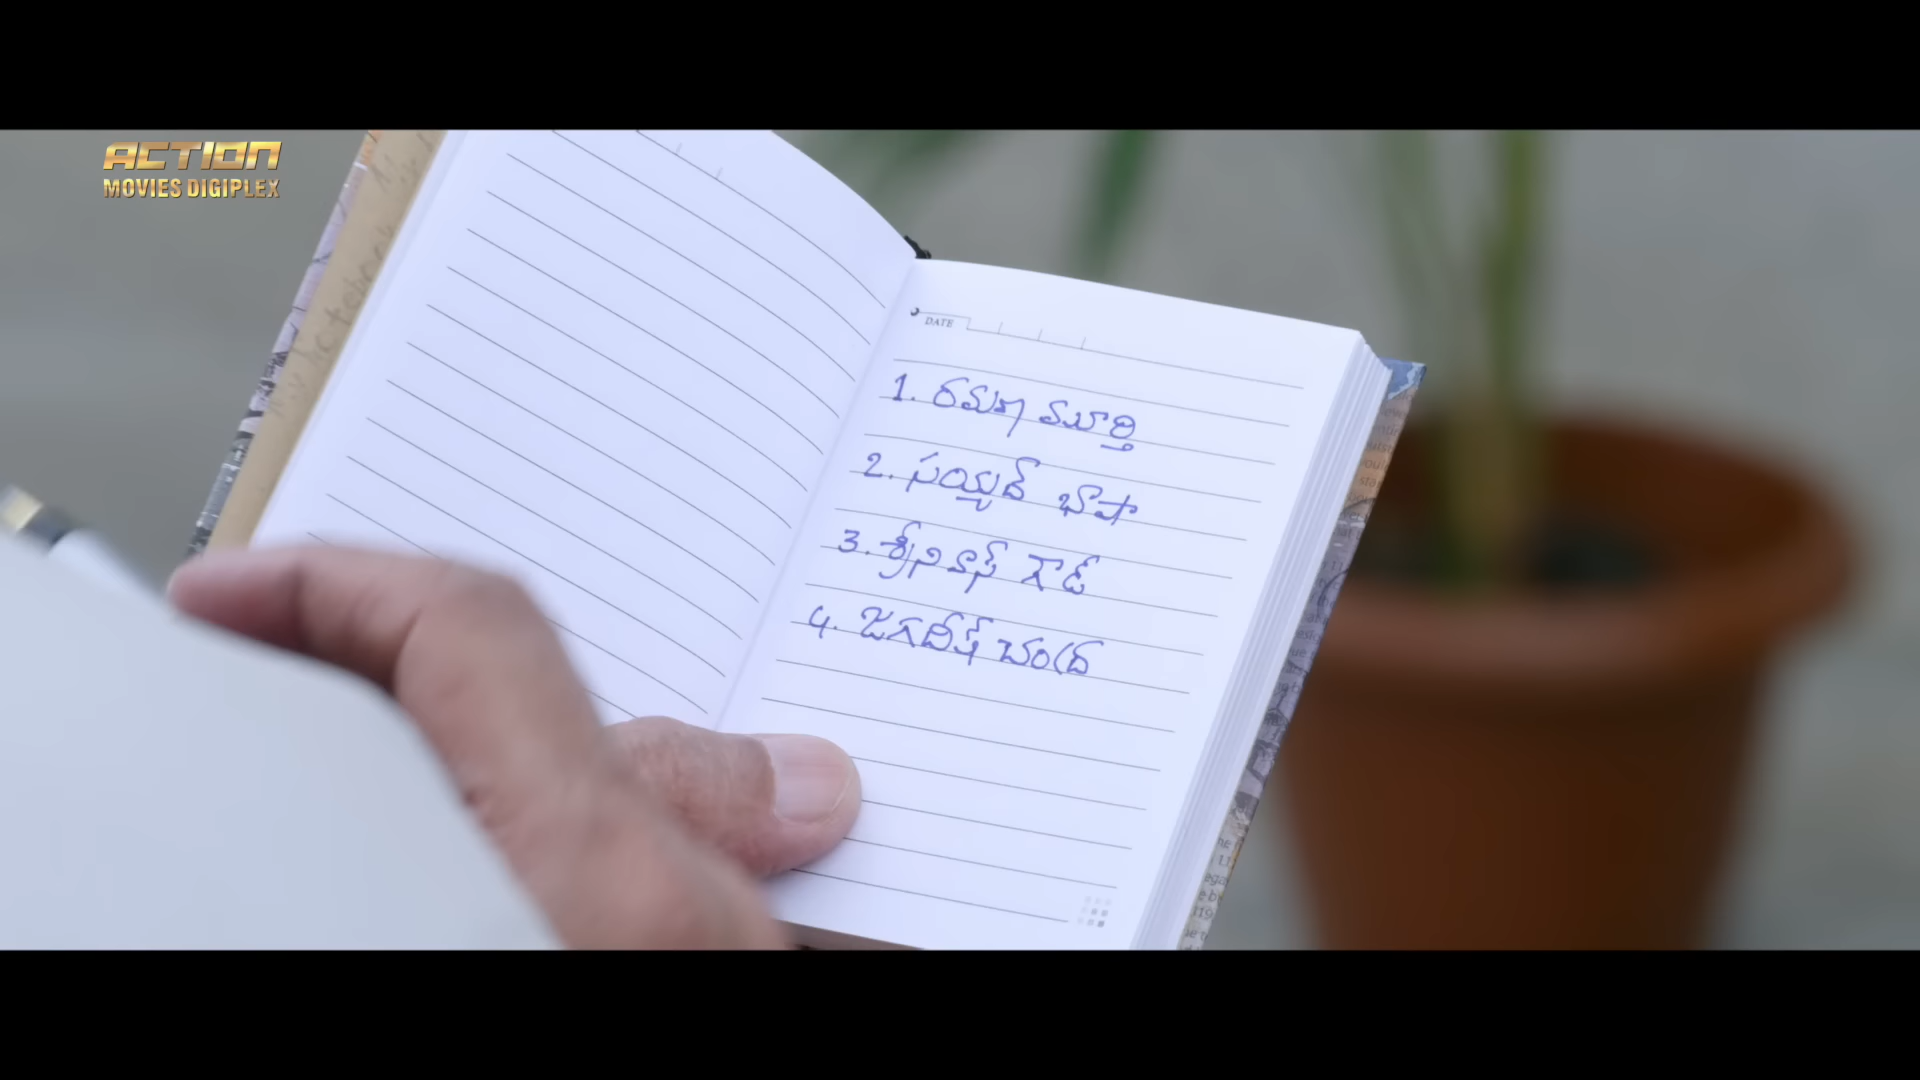 ACTION
MOVIES DIGIPLEX
DATE
1. రమణ మూర్తి
2. సయ్యద్ భాషా
3. శ్రీనివాస్ గౌడ్
4. జగదీష్ చంద్ర